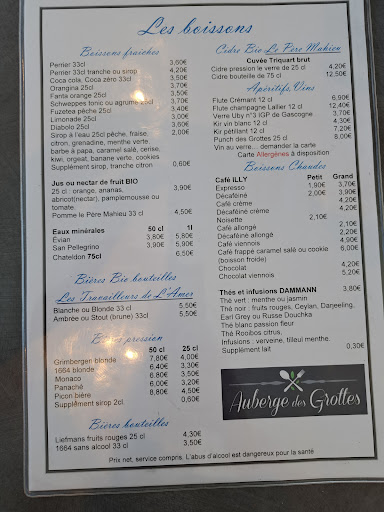 Les boissons
Boissons fraiches
Perrier 33cl 3,60€
Perrier 33cl tranche ou sirop 4,20€
Coca cola, Coca zéro 33cl 3,50€
Orangina 25cl 3,50€
Fanta orange 25cl 3,50€
Schweppes tonic ou agrume 25cl 3,70€
Fuzetea pêche 25cl 3,40€
Limonade 25cl 3,00€
Diabolo 25cl 3,50€
Sirop à l'eau 25cl pêche, fraise, 2,00€
citron, grenadine, menthe verte,
barbe à papa, caramel salé, cerise,
kiwi, orgeat, banane verte, cookies
Supplément sirop, tranche citron 0,60€
Jus ou nectar de fruit BIO
25 cl : orange, ananas, 3,90€
abricot(nectar), pamplemousse ou
tomate.
Pomme le Père Mahieu 33 cl 4,50€
Eaux minérales 50 cl 1l
Évian 3,80€ 5,80€
San Pellegrino 3,90€ 5,90€
Chateldon 75cl 6,50€
Bières Bio bouteilles
Les Travailleurs de L'Amer
Blanche ou Blonde 33 cl 5,50€
Ambrée ou Stout (brune) 33cl 5,50€
pression
50 cl 25 cl
Grimbergen blonde 7,80€ 4,00€
1664 blonde 6,40€ 3,30€
Monaco 6,80€ 3,50€
Panaché 6,00€ 3,20€
Picon bière 8,80€ 4,50€
Supplément sirop 2cl 0,60€
Bières bouteilles
Liefmans fruits rouges 25 cl 4,30€
1664 sans alcool 33 cl 3,50€
Cidre Bio Le Père Mahieu
Cuvée Triquart brut
Cidre pression le verre de 25 cl 4,20€
Cidre bouteille de 75 cl 12,50€
Apéritifs, Vins
Flute Crémant 12 cl 6,90€
Flute champagne Lallier 12 cl
Verre Uby n°3 IGP de Gascogne
Kir vin blanc 12 cl 4,30€
Kir pétillant 12 cl
Punch des Grottes 25 cl 8,00€
Vin au verre... demander la carte
Carte Allergènes à disposition
Boissons Chaudes
Café ILLY Petit Grand
Expresso 1,90€ 3,70€
Décaféiné 2,00€ 3,90€
Café crème 4,20€
Décaféiné crème
Noisette 2,10€
Café allongé 2,10€
Décaféiné allongé 2,20€
Café viennois 4,90€
Café frappé caramel salé ou cookie 6,00€
(boisson froide)
Chocolat 4,20€
Chocolat viennois 5,20€
Thés et infusions DAMMANN 3,80€
Thé vert : menthe ou jasmin
Thé noir : fruits rouges, Ceylan, Darjeeling,
Earl Grey ou Russe Douchka
Thé blanc passion fleur
Thé Rooibos citrus,
Infusions : verveine, tilleul menthe.
Supplément lait 0,30€
Auberge des Grottes
Prix net, service compris. L'abus d'alcool est dangereux pour la santé